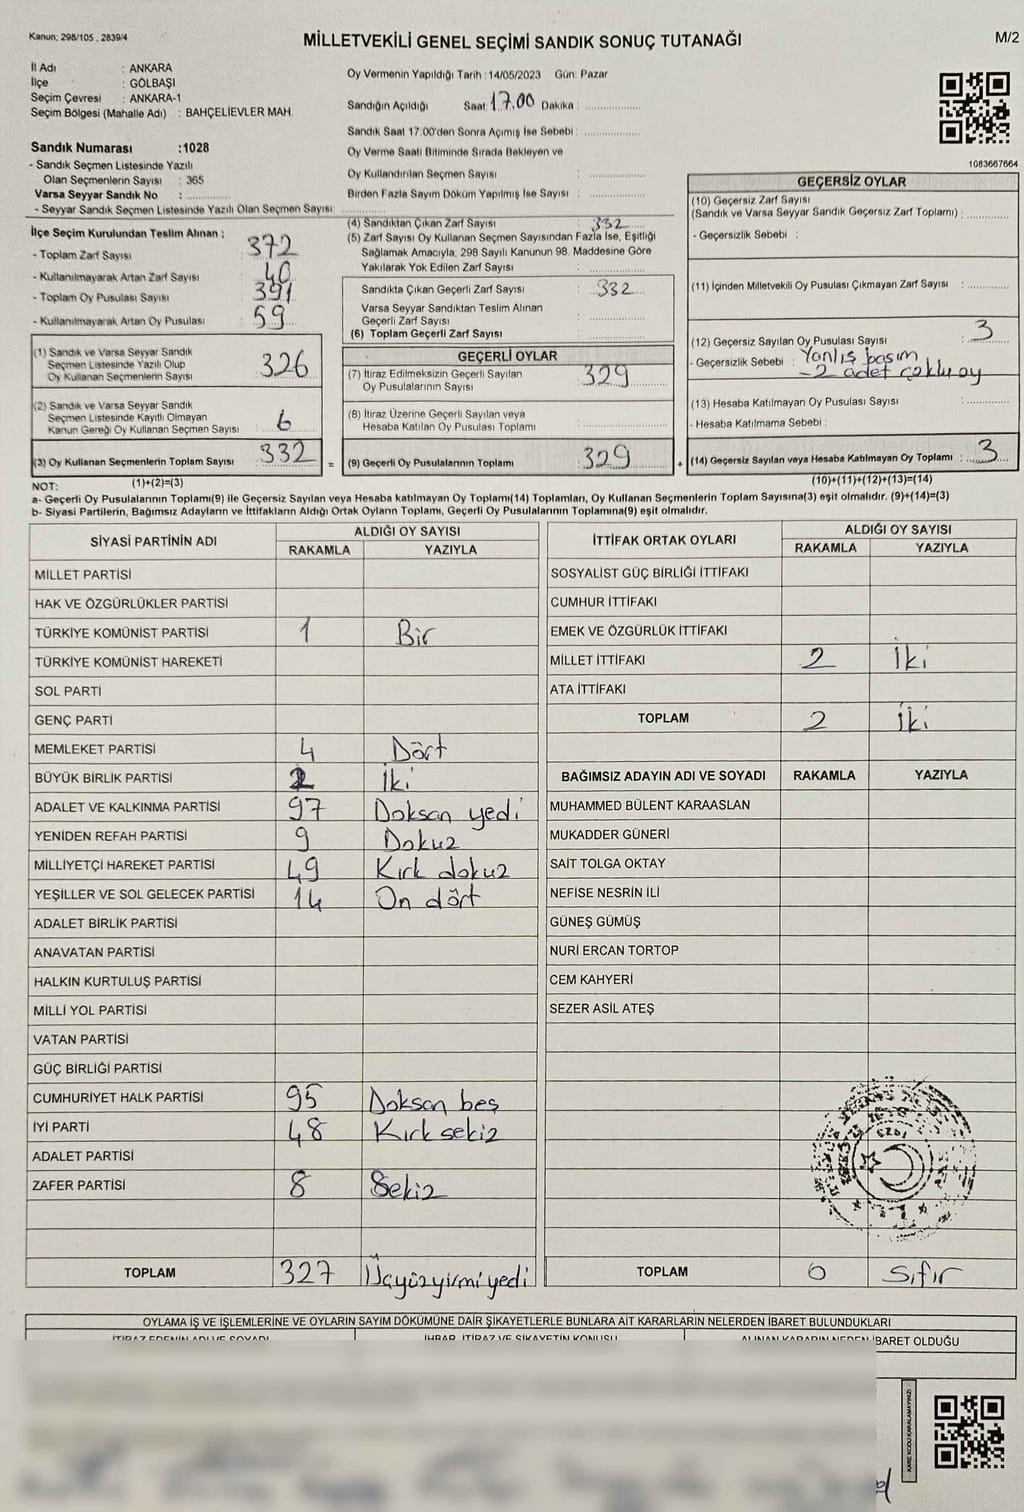 Kanun; 298/105 , 2839/4
MİLLETVEKİLİ GENEL SEÇİMİ SANDIK SONUÇ TUTANAĞI
M/2
İl Adı : ANKARA
İlçe : GÖLBAŞI
Seçim Çevresi : ANKARA-1
Seçim Bölgesi (Mahalle Adı) : BAHÇELİEVLER MAH.
Sandık Numarası :1028
- Sandık Seçmen Listesinde Yazılı
Olan Seçmenlerin Sayısı : 365
Varsa Seyyar Sandık No :
- Seyyar Sandık Seçmen Listesinde Yazılı Olan Seçmen Sayısı:
Oy Vermenin Yapıldığı Tarih :14/05/2023 Gün: Pazar
Sandığın Açıldığı Saat: 17.00 Dakika :
Sandık Saat 17.00'den Sonra Açımış İse Sebebi :
Oy Verme Saati Bitiminde Sırada Bekleyen ve
Oy Kullandırılan Seçmen Sayısı :
Birden Fazla Sayım Döküm Yapılmış İse Sayısı :
1083667664
İlçe Seçim Kurulundan Teslim Alınan :
- Toplam Zarf Sayısı : 372
- Kullanılmayarak Artan Zarf Sayısı : 40
- Toplam Oy Pusulası Sayısı : 391
- Kullanılmayarak Artan Oy Pusulası : 59
(1) Sandık ve Varsa Seyyar Sandık
Seçmen Listesinde Yazılı Olup
Oy Kullanan Seçmenlerin Sayısı : 326
(2) Sandık ve Varsa Seyyar Sandık
Seçmen Listesinde Kayıtlı Olmayan
Kanun Gereği Oy Kullanan Seçmen Sayısı : 6
(3) Oy Kullanan Seçmenlerin Toplam Sayısı : 332
(4) Sandıktan Çıkan Zarf Sayısı : 332
(5) Zarf Sayısı Oy Kullanan Seçmen Sayısından Fazla İse, Eşitliği
Sağlamak Amacıyla, 298 Sayılı Kanunun 98. Maddesine Göre
Yakılarak Yok Edilen Zarf Sayısı :
Sandıkta Çıkan Geçerli Zarf Sayısı : 332
Varsa Seyyar Sandıktan Teslim Alınan
Geçerli Zarf Sayısı :
(6) Toplam Geçerli Zarf Sayısı :
GEÇERLİ OYLAR
(7) İtiraz Edilmeksizin Geçerli Sayılan
Oy Pusulalarının Sayısı : 329
(8) İtiraz Üzerine Geçerli Sayılan veya
Hesaba Katılan Oy Pusulası Toplamı :
= (9) Geçerli Oy Pusulalarının Toplamı : 329 +
GEÇERSİZ OYLAR
(10) Geçersiz Zarf Sayısı
(Sandık ve Varsa Seyyar Sandık Geçersiz Zarf Toplamı) :
- Geçersizlik Sebebi :
(11) İçinden Milletvekili Oy Pusulası Çıkmayan Zarf Sayısı :
(12) Geçersiz Sayılan Oy Pusulası Sayısı : 3
- Geçersizlik Sebebi : Yanlış basım
- 2 adet çoklu oy
(13) Hesaba Katılmayan Oy Pusulası Sayısı :
- Hesaba Katılmama Sebebi :
(14) Geçersiz Sayılan veya Hesaba Katılmayan Oy Toplamı : 3
NOT: (1)+(2)=(3) (10)+(11)+(12)+(13)=(14)
a- Geçerli Oy Pusulalarının Toplamı(9) ile Geçersiz Sayılan veya Hesaba katılmayan Oy Toplamı(14) Toplamları, Oy Kullanan Seçmenlerin Toplam Sayısına(3) eşit olmalıdır. (9)+(14)=(3)
b- Siyasi Partilerin, Bağımsız Adayların ve İttifakların Aldığı Ortak Oyların Toplamı, Geçerli Oy Pusulalarının Toplamına(9) eşit olmalıdır.
SİYASİ PARTİNİN ADI ALDIĞI OY SAYISI
RAKAMLA YAZIYLA
MİLLET PARTİSİ
HAK VE ÖZGÜRLÜKLER PARTİSİ
TÜRKİYE KOMÜNİST PARTİSİ 1 Bir
TÜRKİYE KOMÜNİST HAREKETİ
SOL PARTİ
GENÇ PARTİ
MEMLEKET PARTİSİ 4 Dört
BÜYÜK BİRLİK PARTİSİ 2 İki
ADALET VE KALKINMA PARTİSİ 97 Doksan yedi
YENİDEN REFAH PARTİSİ 9 Dokuz
MİLLİYETÇİ HAREKET PARTİSİ 49 Kırk dokuz
YEŞİLLER VE SOL GELECEK PARTİSİ 14 On dört
ADALET BİRLİK PARTİSİ
ANAVATAN PARTİSİ
HALKIN KURTULUŞ PARTİSİ
MİLLİ YOL PARTİSİ
VATAN PARTİSİ
GÜÇ BİRLİĞİ PARTİSİ
CUMHURİYET HALK PARTİSİ 95 Doksan beş
İYİ PARTİ 48 Kırk sekiz
ADALET PARTİSİ
ZAFER PARTİSİ 8 Sekiz
TOPLAM 327 Üçyüzyirmi yedi
İTTİFAK ORTAK OYLARI ALDIĞI OY SAYISI
RAKAMLA YAZIYLA
SOSYALİST GÜÇ BİRLİĞİ İTTİFAKI
CUMHUR İTTİFAKI
EMEK VE ÖZGÜRLÜK İTTİFAKI
MİLLET İTTİFAKI 2 İki
ATA İTTİFAKI
TOPLAM 2 İki
BAĞIMSIZ ADAYIN ADI VE SOYADI RAKAMLA YAZIYLA
MUHAMMED BÜLENT KARAASLAN
MUKADDER GÜNERİ
SAİT TOLGA OKTAY
NEFİSE NESRİN İLİ
GÜNEŞ GÜMÜŞ
NURİ ERCAN TORTOP
CEM KAHYERİ
SEZER ASİL ATEŞ
TOPLAM 0 Sıfır
OYLAMA İŞ VE İŞLEMLERİNE VE OYLARIN SAYIM DÖKÜMÜNE DAİR ŞİKAYETLERLE BUNLARA AİT KARARLARIN NELERDEN İBARET BULUNDUKLARI
İTİRAZ EDENİN ADI VE SOYADI İHBAR, İTİRAZ VE ŞİKAYETİN KONUSU ALINAN KARARIN NEDEN İBARET OLDUĞU
KARE KODU KARALAMAYINIZ!